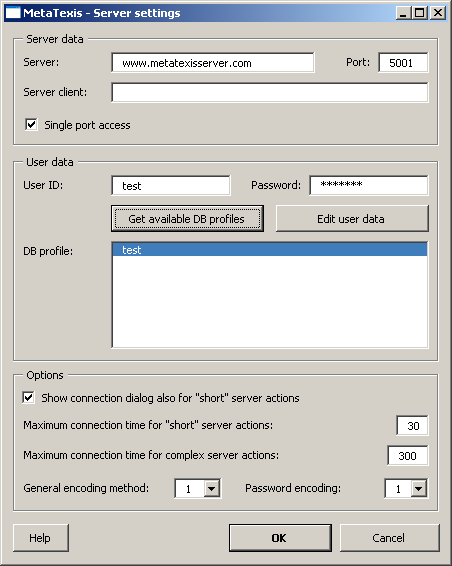 MetaTexis - Server settings
Server data
Server: www.metatexisserver.com Port: 5001
Server client:
Single port access
User data
User ID: test Password: *******
Get available DB profiles Edit user data
DB profile: test
Options
Show connection dialog also for "short" server actions
Maximum connection time for "short" server actions: 30
Maximum connection time for complex server actions: 300
General encoding method: 1 Password encoding: 1
Help OK Cancel